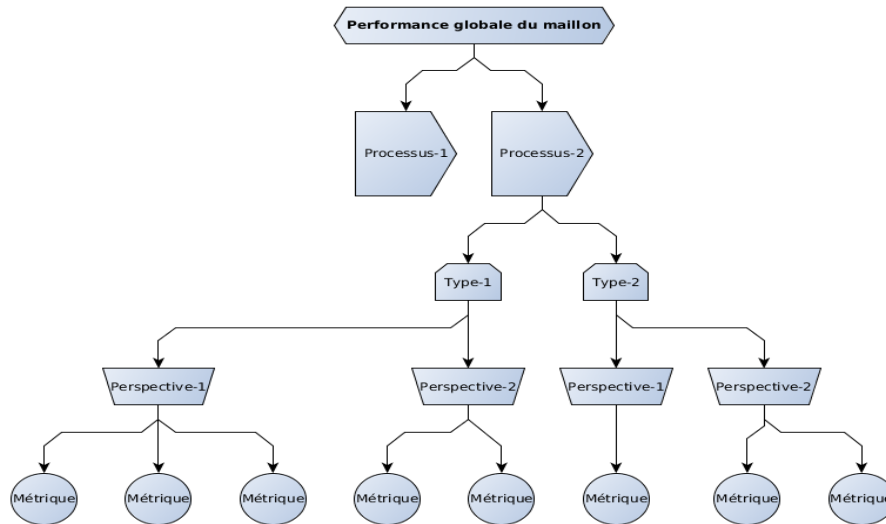 Performance globale du maillon
Processus-1
Processus-2
Type-1
Type-2
Perspective-1
Perspective-2
Perspective-1
Perspective-2
Métrique
Métrique
Métrique
Métrique
Métrique
Métrique
Métrique
Métrique